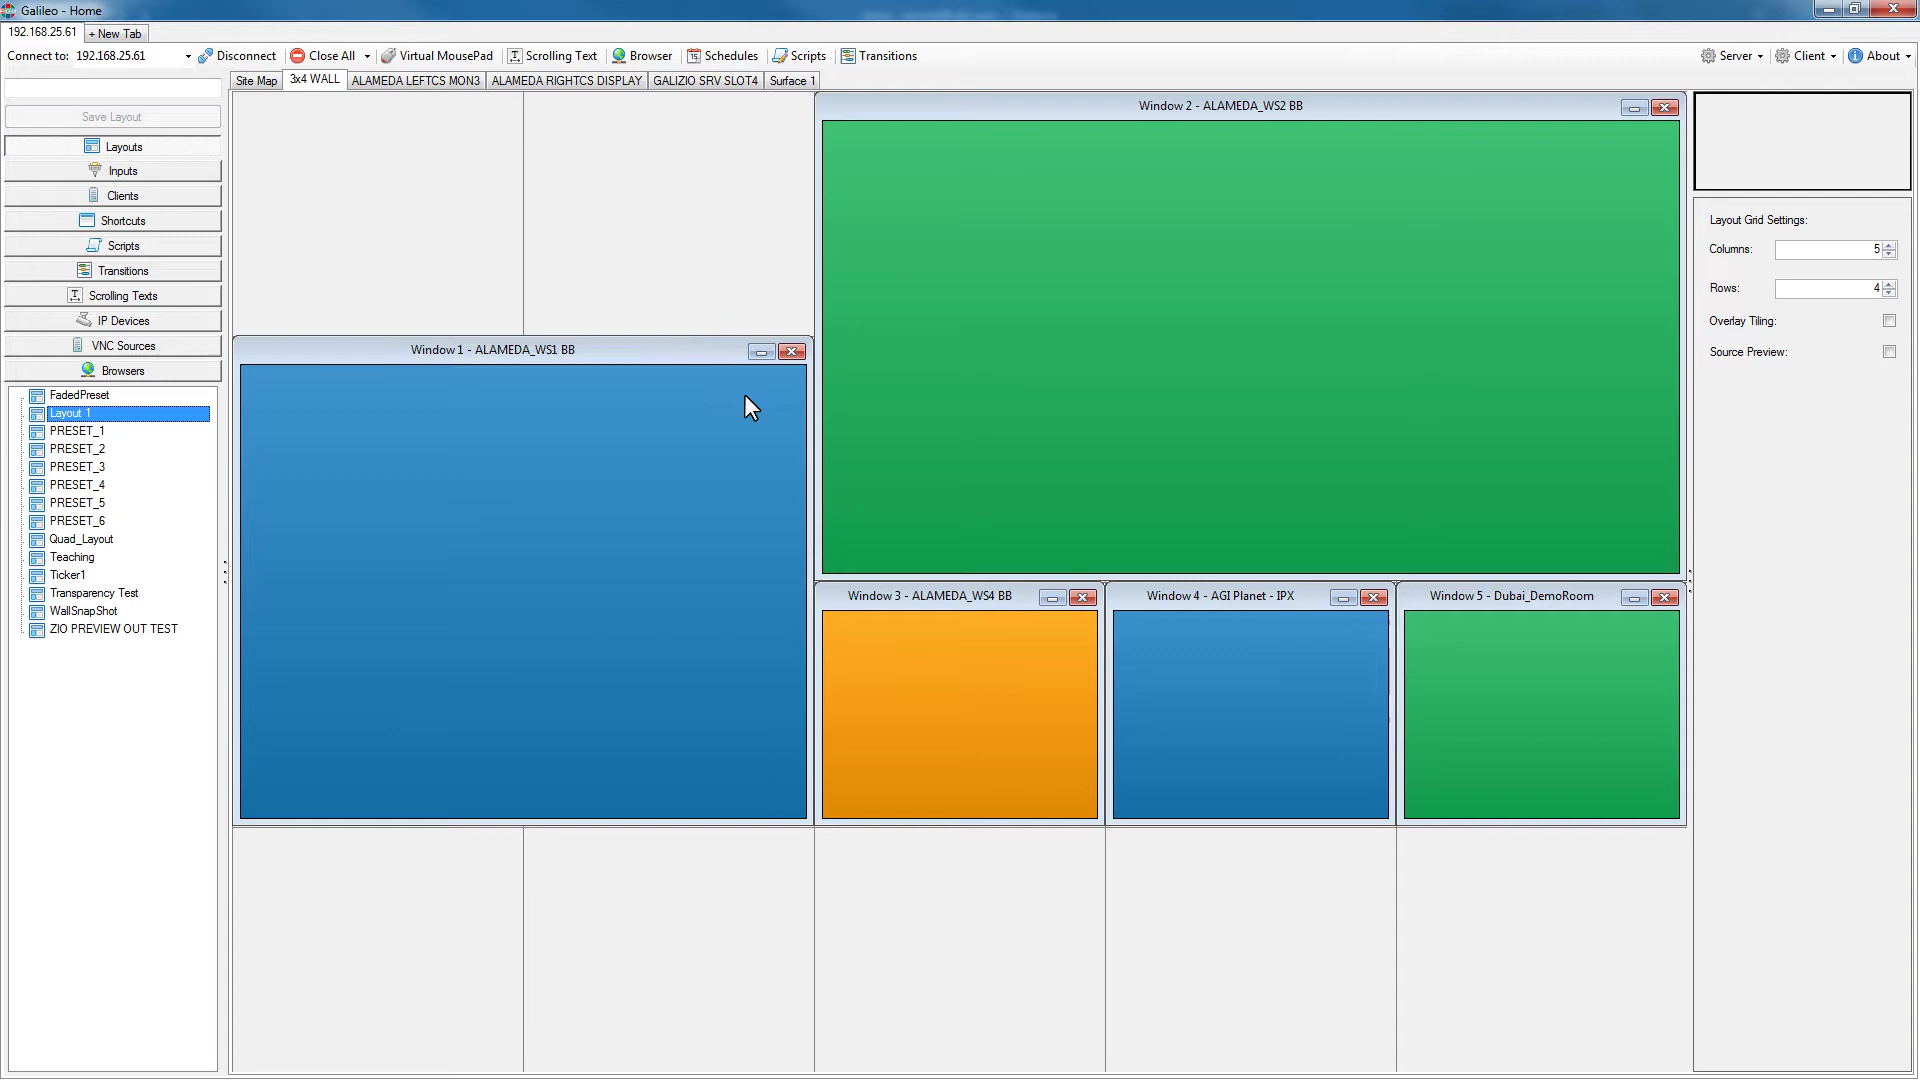 Galileo - Home
192.168.25.61
+ New Tab
Connect to: 192.168.25.61
Disconnect
Close All
Virtual MousePad
Scrolling Text
Browser
Schedules
Scripts
Transitions
Server
Client
About
Site Map
3x4 WALL
ALAMEDA LEFTCS MON3
ALAMEDA RIGHTCS DISPLAY
GALIZIO SRV SLOT4
Surface 1
Save Layout
Layouts
Inputs
Clients
Shortcuts
Scripts
Transitions
Scrolling Texts
IP Devices
VNC Sources
Browsers
FadedPreset
Layout 1
PRESET_1
PRESET_2
PRESET_3
PRESET_4
PRESET_5
PRESET_6
Quad_Layout
Teaching
Ticker1
Transparency Test
WallSnapShot
ZIO PREVIEW OUT TEST
Window 2 - ALAMEDA_WS2 BB
Window 1 - ALAMEDA_WS1 BB
Window 3 - ALAMEDA_WS4 BB
Window 4 - AGI Planet - IPX
Window 5 - Dubai_DemoRoom
Layout Grid Settings:
Columns: 5
Rows: 4
Overlay Tiling:
Source Preview: